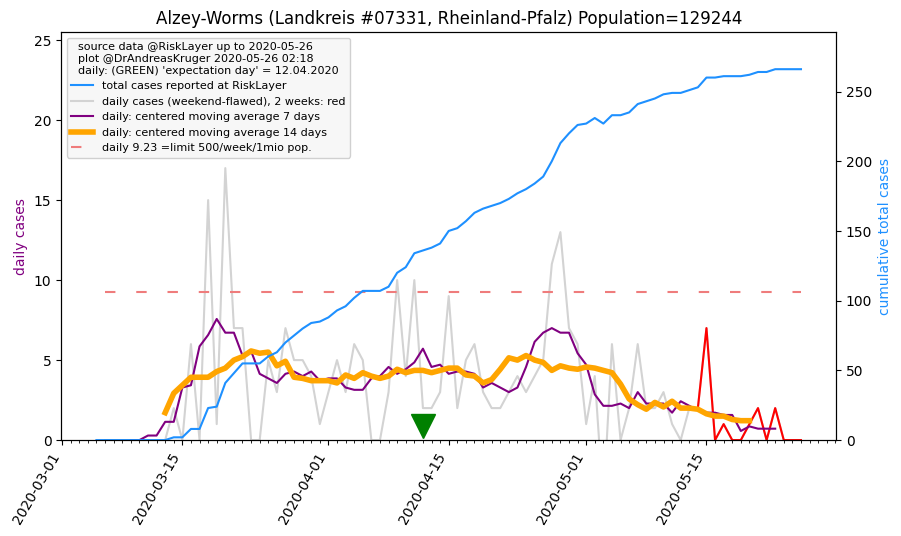 Alzey-Worms (Landkreis #07331, Rheinland-Pfalz) Population=129244
source data @RiskLayer up to 2020-05-26
plot @DrAndreasKruger 2020-05-26 02:18
daily: (GREEN) 'expectation day' = 12.04.2020
total cases reported at RiskLayer
daily cases (weekend-flawed), 2 weeks: red
daily: centered moving average 7 days
daily: centered moving average 14 days
daily 9.23 =limit 500/week/1mio pop.
daily cases
25
20
15
10
5
0
cumulative total cases
250
200
150
100
50
0
2020-03-01
2020-03-15
2020-04-01
2020-04-15
2020-05-01
2020-05-15